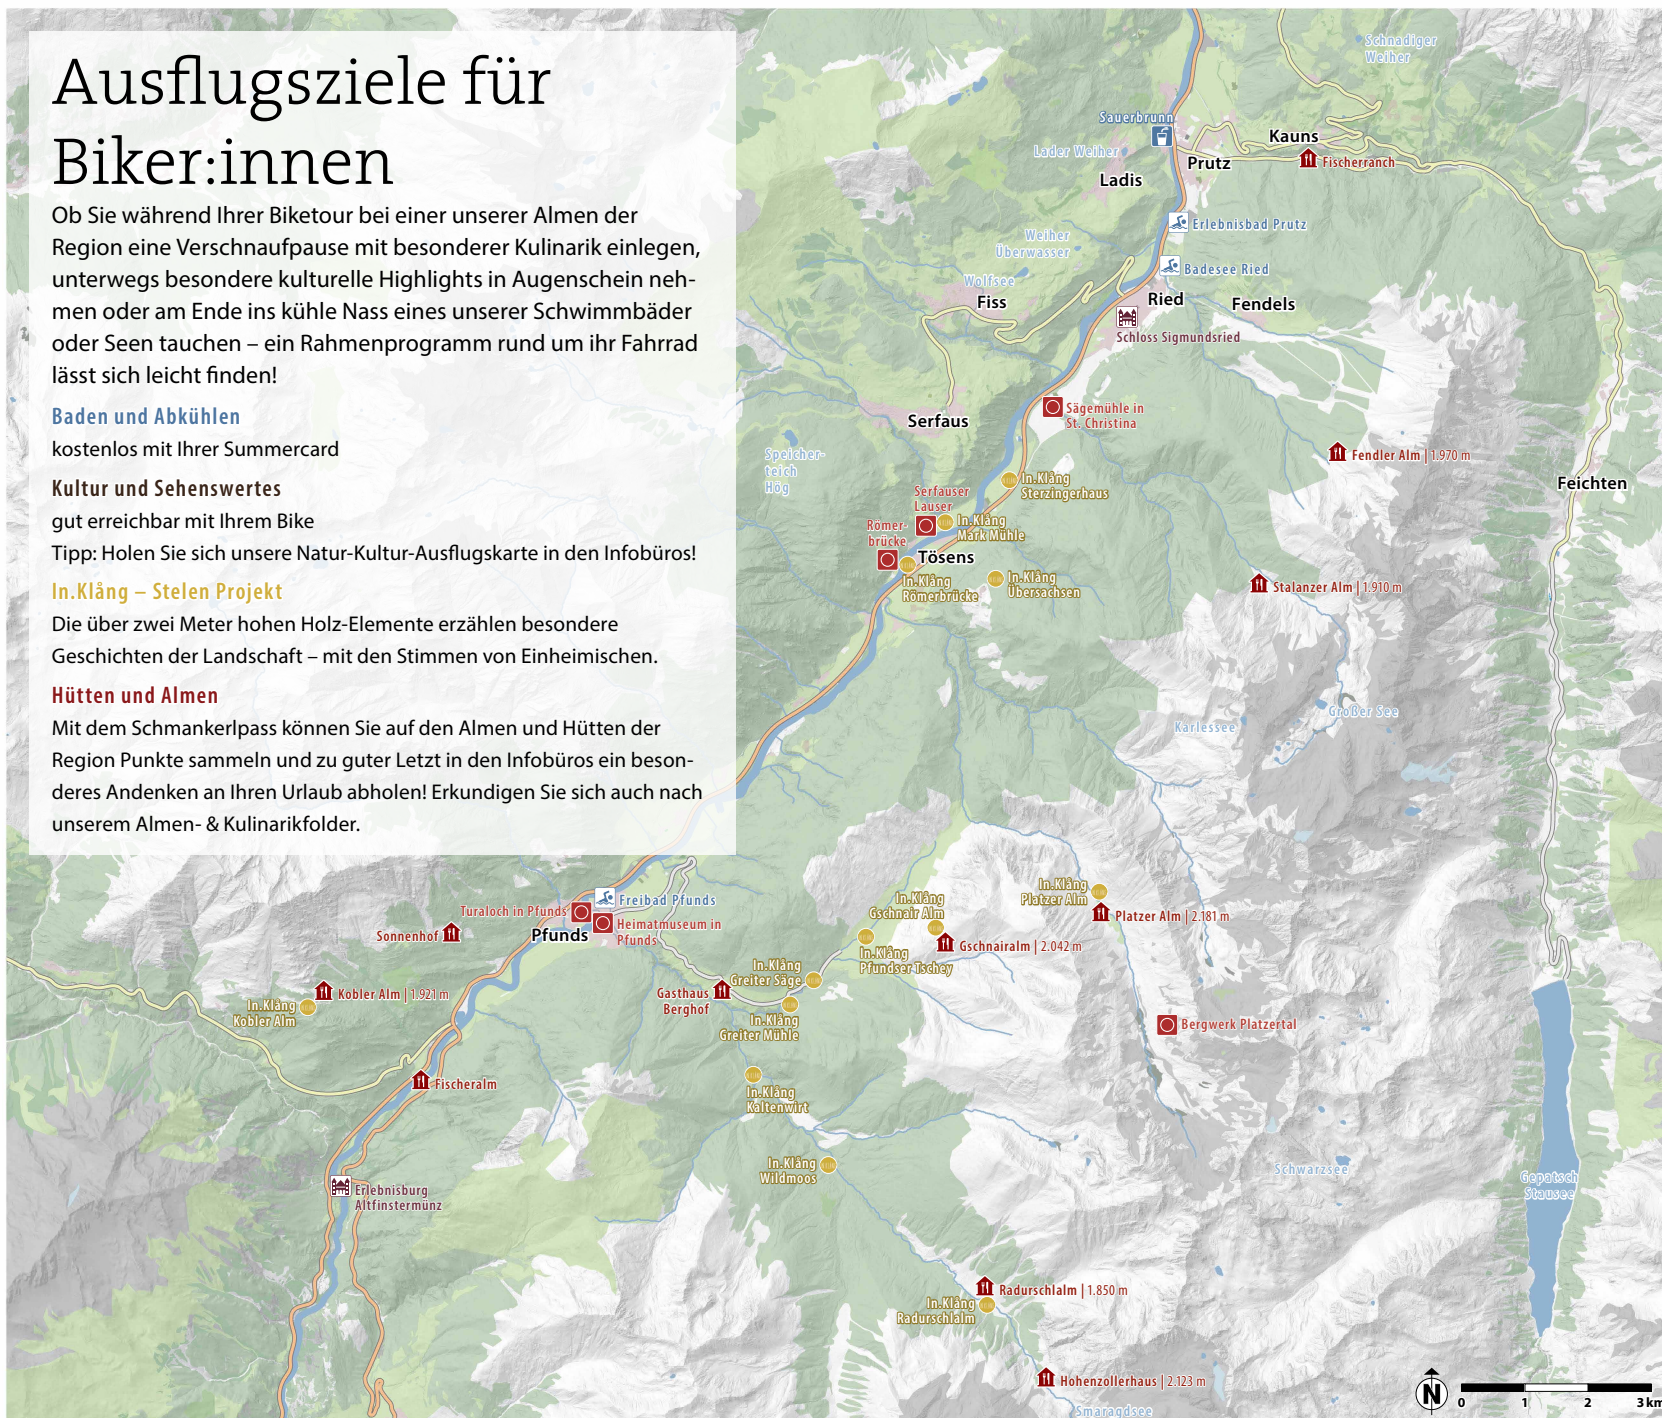 Ausflugsziele für
Biker:innen
Ob Sie während Ihrer Biketour bei einer unserer Almen der
Region eine Verschnaufpause mit besonderer Kulinarik einlegen,
unterwegs besondere kulturelle Highlights in Augenschein neh-
men oder am Ende ins kühle Nass eines unserer Schwimmbäder
oder Seen tauchen – ein Rahmenprogramm rund um ihr Fahrrad
lässt sich leicht finden!
Baden und Abkühlen
kostenlos mit Ihrer Summercard
Kultur und Sehenswertes
gut erreichbar mit Ihrem Bike
Tipp: Holen Sie sich unsere Natur-Kultur-Ausflugskarte in den Infobüros!
In.Klång – Stelen Projekt
Die über zwei Meter hohen Holz-Elemente erzählen besondere
Geschichten der Landschaft – mit den Stimmen von Einheimischen.
Hütten und Almen
Mit dem Schmankerlpass können Sie auf den Almen und Hütten der
Region Punkte sammeln und zu guter Letzt in den Infobüros ein beson-
deres Andenken an Ihren Urlaub abholen! Erkundigen Sie sich auch nach
unserem Almen- & Kulinarikfolder.
Schnadiger
Weiher
Sauerbrunn
Kauns
Lader Weiher
Prutz
Fischerranch
Ladis
Erlebnisbad Prutz
Weiher
Überwasser
Badesee Ried
Wolfsee
Fiss
Ried
Fendels
Schloss Sigmundsried
Sägemühle in
St. Christina
Serfaus
Speicher-
teich
Hög
Fendler Alm | 1.970 m
Feichten
In.Klång
Sterzingerhaus
Serfauser
Lauser
In.Klång
Mark Mühle
Römer-
brücke
Tösens
In.Klång
Römerbrücke
In.Klång
Übersachsen
Stalanzer Alm | 1.910 m
Großer See
Karlessee
In.Klång
Platzer Alm
Platzer Alm | 2.181 m
In.Klång
Gschnair Alm
Gschnairalm | 2.042 m
In.Klång
Pfundser Tschey
Freibad Pfunds
Turaloch in Pfunds
Heimatmuseum in
Pfunds
Sonnenhof
Pfunds
In.Klång
Greiter Säge
Gasthaus
Berghof
In.Klång
Greiter Mühle
Kobler Alm | 1.921 m
In.Klång
Kobler Alm
Bergwerk Platzertal
Fischeralm
In.Klång
Kaltenwirt
In.Klång
Wildmoos
Schwarzsee
Gepatsch
Stausee
Erlebnisburg
Altfinstermünz
Radurschlalm | 1.850 m
In.Klång
Radurschlalm
Hohenzollerhaus | 2.123 m
Smaragdsee
N
0 1 2 3 km